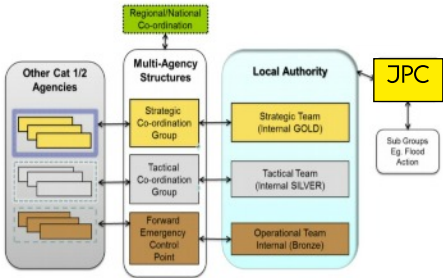 Regional/National
Co-ordination
Other Cat 1/2
Agencies
Multi-Agency
Structures
Strategic
Co-ordination
Group
Tactical
Co-ordination
Group
Forward
Emergency
Control
Point
Local Authority
Strategic Team
(Internal GOLD)
Tactical Team
(Internal SILVER)
Operational Team
Internal (Bronze)
JPC
Sub Groups
Eg. Flood
Action